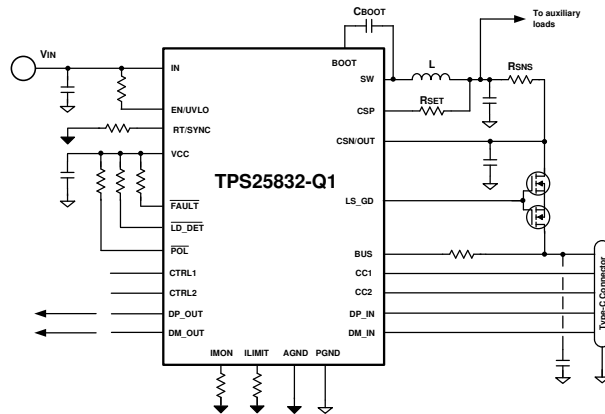 CBOOT
To auxiliary
loads
VIN
IN
BOOT
SW
L
RSNS
CSP
RSET
EN/UVLO
RT/SYNC
CSN/OUT
VCC
TPS25832-Q1
FAULT
LS_GD
LD_DET
POL
BUS
CTRL1
CC1
CTRL2
CC2
DP_OUT
DP_IN
DM_OUT
DM_IN
Type-C Connector
IMON
ILIMIT
AGND
PGND